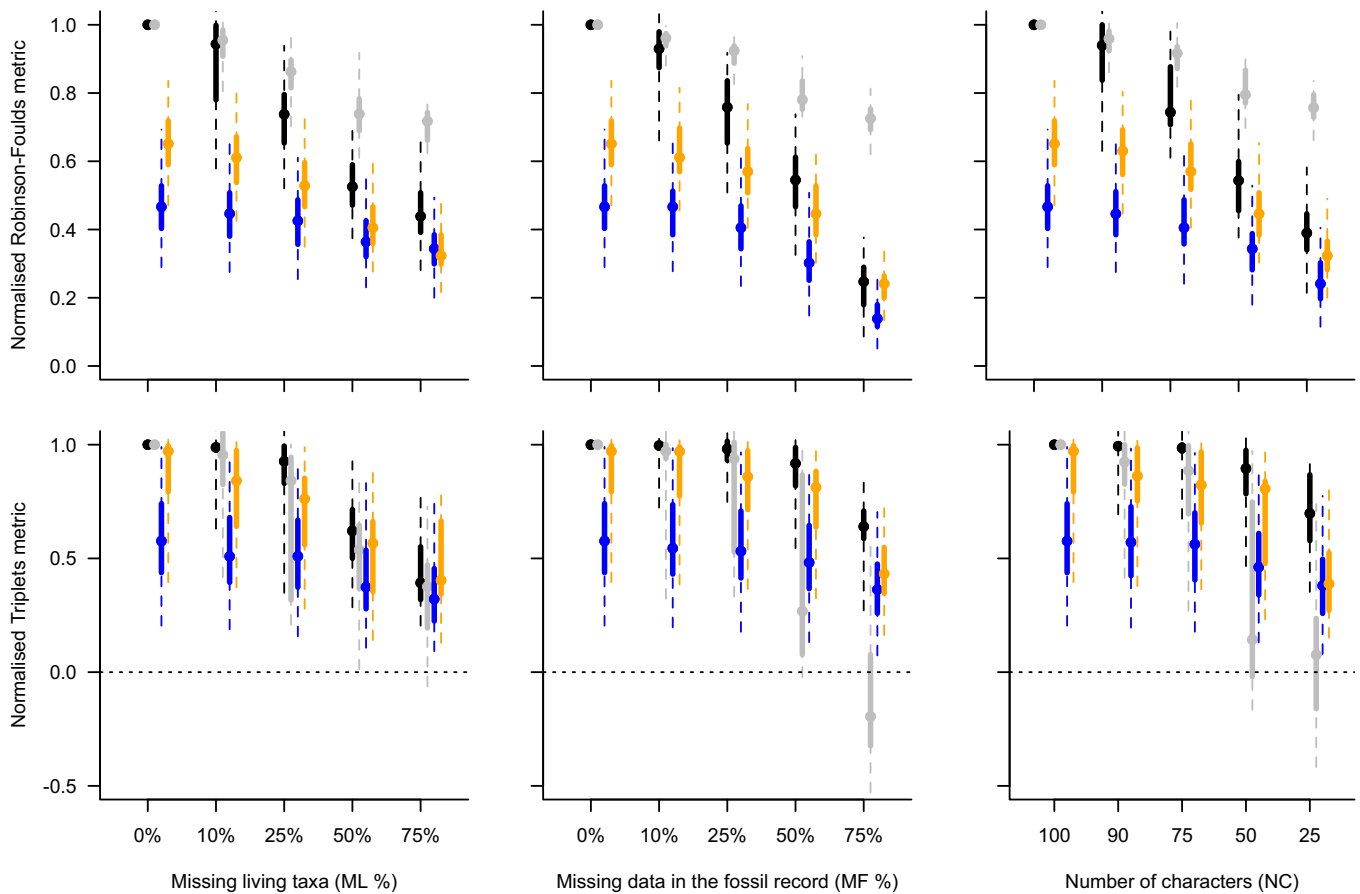 Normalised Robinson-Foulds metric
1.0
0.8
0.6
0.4
0.2
0.0
Normalised Triplets metric
1.0
0.5
0.0
-0.5
0% 10% 25% 50% 75%
0% 10% 25% 50% 75%
100 90 75 50 25
Missing living taxa (ML %)
Missing data in the fossil record (MF %)
Number of characters (NC)